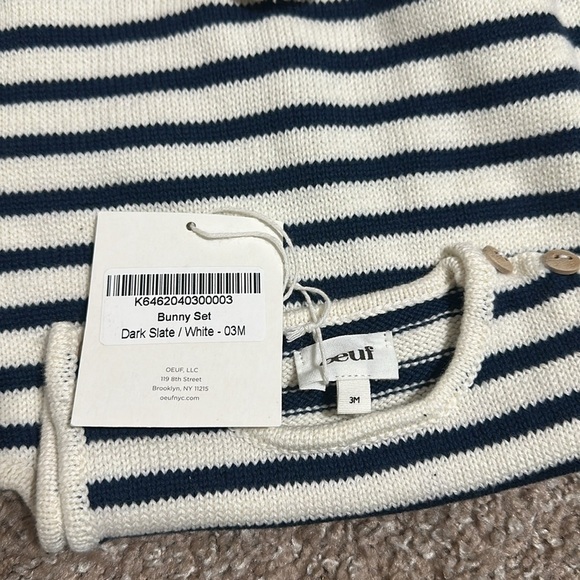 K6462040300003
Bunny Set
Dark Slate / White - 03M
OEUF, LLC
119 8th Street
Brooklyn, NY 11215
oeufnyc.com
oeuf
3M